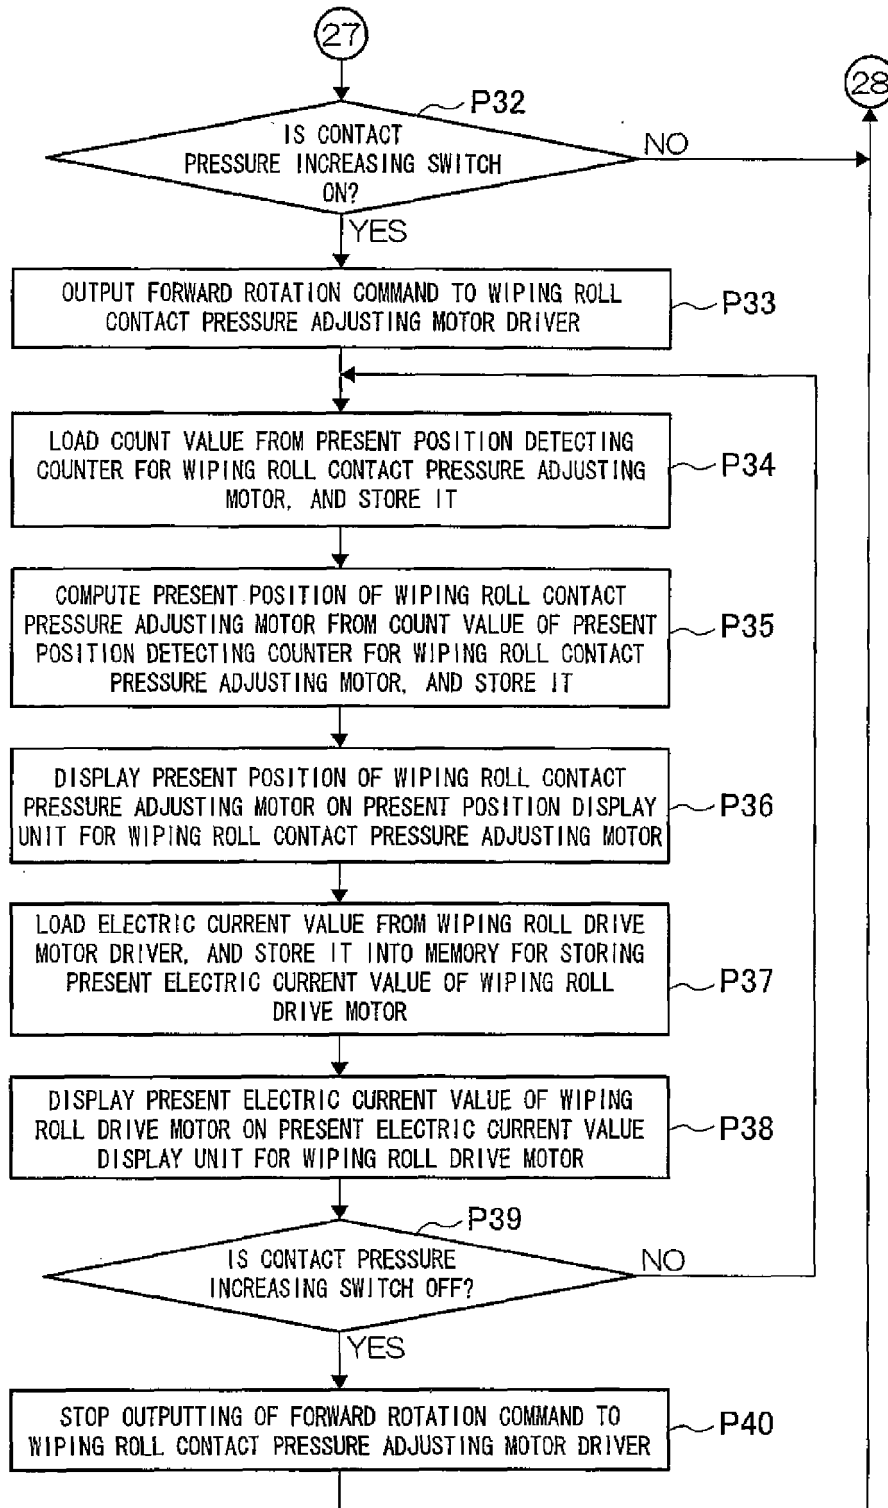 27
28
P32
IS CONTACT
PRESSURE INCREASING SWITCH
ON?
NO
YES
OUTPUT FORWARD ROTATION COMMAND TO WIPING ROLL
CONTACT PRESSURE ADJUSTING MOTOR DRIVER
P33
LOAD COUNT VALUE FROM PRESENT POSITION DETECTING
COUNTER FOR WIPING ROLL CONTACT PRESSURE ADJUSTING
MOTOR, AND STORE IT
P34
COMPUTE PRESENT POSITION OF WIPING ROLL CONTACT
PRESSURE ADJUSTING MOTOR FROM COUNT VALUE OF PRESENT
POSITION DETECTING COUNTER FOR WIPING ROLL CONTACT
PRESSURE ADJUSTING MOTOR, AND STORE IT
P35
DISPLAY PRESENT POSITION OF WIPING ROLL CONTACT
PRESSURE ADJUSTING MOTOR ON PRESENT POSITION DISPLAY
UNIT FOR WIPING ROLL CONTACT PRESSURE ADJUSTING MOTOR
P36
LOAD ELECTRIC CURRENT VALUE FROM WIPING ROLL DRIVE
MOTOR DRIVER, AND STORE IT INTO MEMORY FOR STORING
PRESENT ELECTRIC CURRENT VALUE OF WIPING ROLL
DRIVE MOTOR
P37
DISPLAY PRESENT ELECTRIC CURRENT VALUE OF WIPING
ROLL DRIVE MOTOR ON PRESENT ELECTRIC CURRENT VALUE
DISPLAY UNIT FOR WIPING ROLL DRIVE MOTOR
P38
P39
IS CONTACT PRESSURE
INCREASING SWITCH OFF?
NO
YES
STOP OUTPUTTING OF FORWARD ROTATION COMMAND TO
WIPING ROLL CONTACT PRESSURE ADJUSTING MOTOR DRIVER
P40